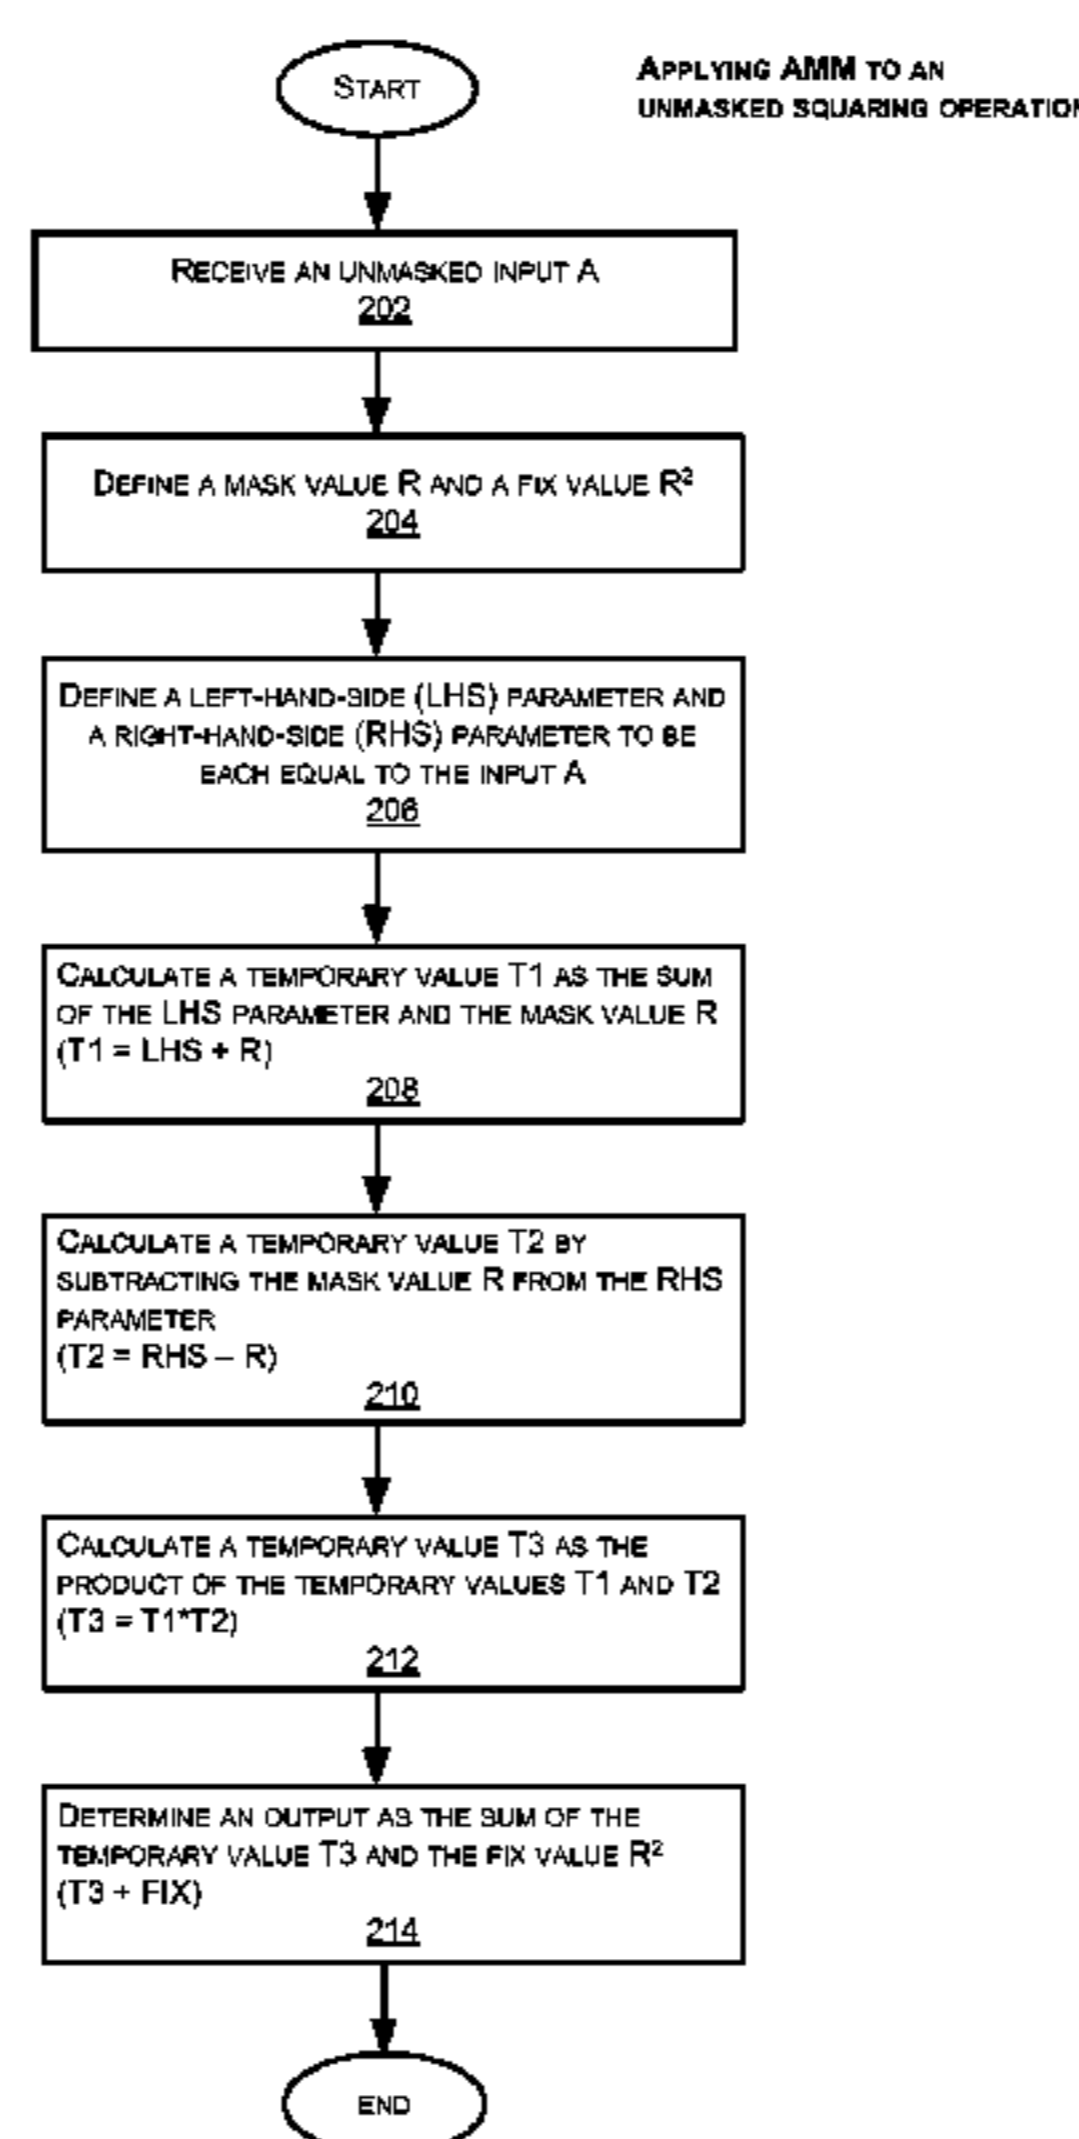 START
APPLYING AMM TO AN
UNMASKED SQUARING OPERATION
RECEIVE AN UNMASKED INPUT A
202
DEFINE A MASK VALUE R AND A FIX VALUE R²
204
DEFINE A LEFT-HAND-SIDE (LHS) PARAMETER AND
A RIGHT-HAND-SIDE (RHS) PARAMETER TO BE
EACH EQUAL TO THE INPUT A
206
CALCULATE A TEMPORARY VALUE T1 AS THE SUM
OF THE LHS PARAMETER AND THE MASK VALUE R
(T1 = LHS + R)
208
CALCULATE A TEMPORARY VALUE T2 BY
SUBTRACTING THE MASK VALUE R FROM THE RHS
PARAMETER
(T2 = RHS – R)
210
CALCULATE A TEMPORARY VALUE T3 AS THE
PRODUCT OF THE TEMPORARY VALUES T1 AND T2
(T3 = T1*T2)
212
DETERMINE AN OUTPUT AS THE SUM OF THE
TEMPORARY VALUE T3 AND THE FIX VALUE R²
(T3 + FIX)
214
END